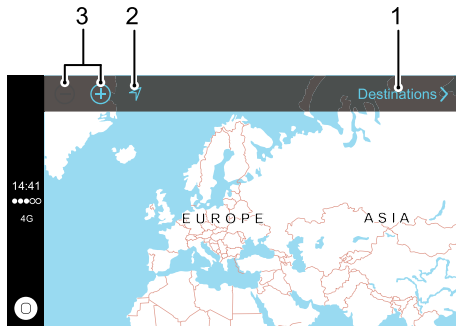 3 2 1
Destinations
14:41
4G
EUROPE
ASIA